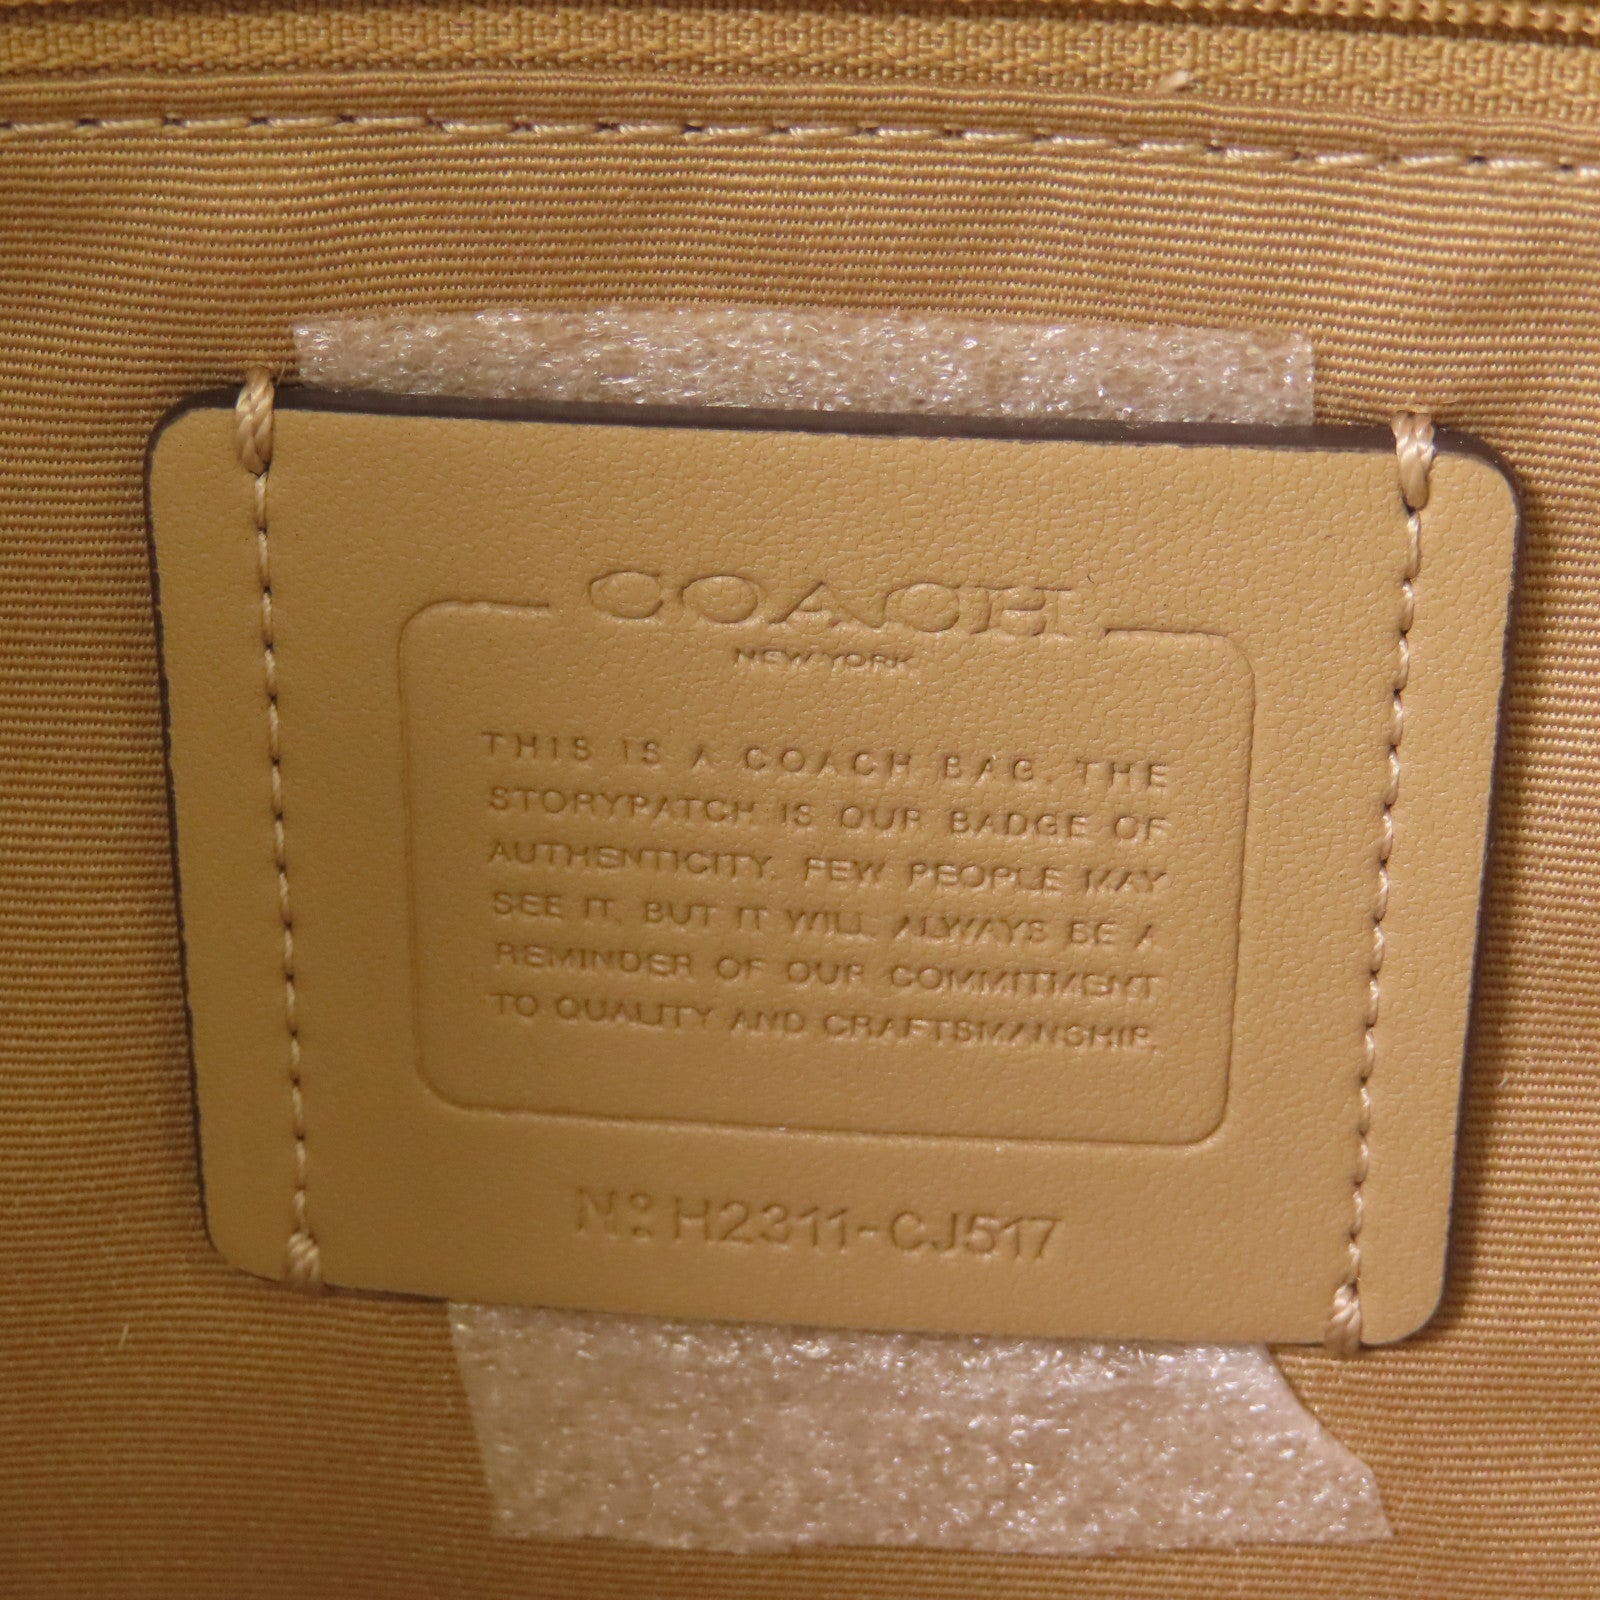 COACH
NEW YORK
THIS IS A COACH BAG. THE
STORYPATCH IS OUR BADGE OF
AUTHENTICITY. FEW PEOPLE MAY
SEE IT, BUT IT WILL ALWAYS BE A
REMINDER OF OUR COMMITMENT
TO QUALITY AND CRAFTSMANSHIP.
Nº H2311-CJ517